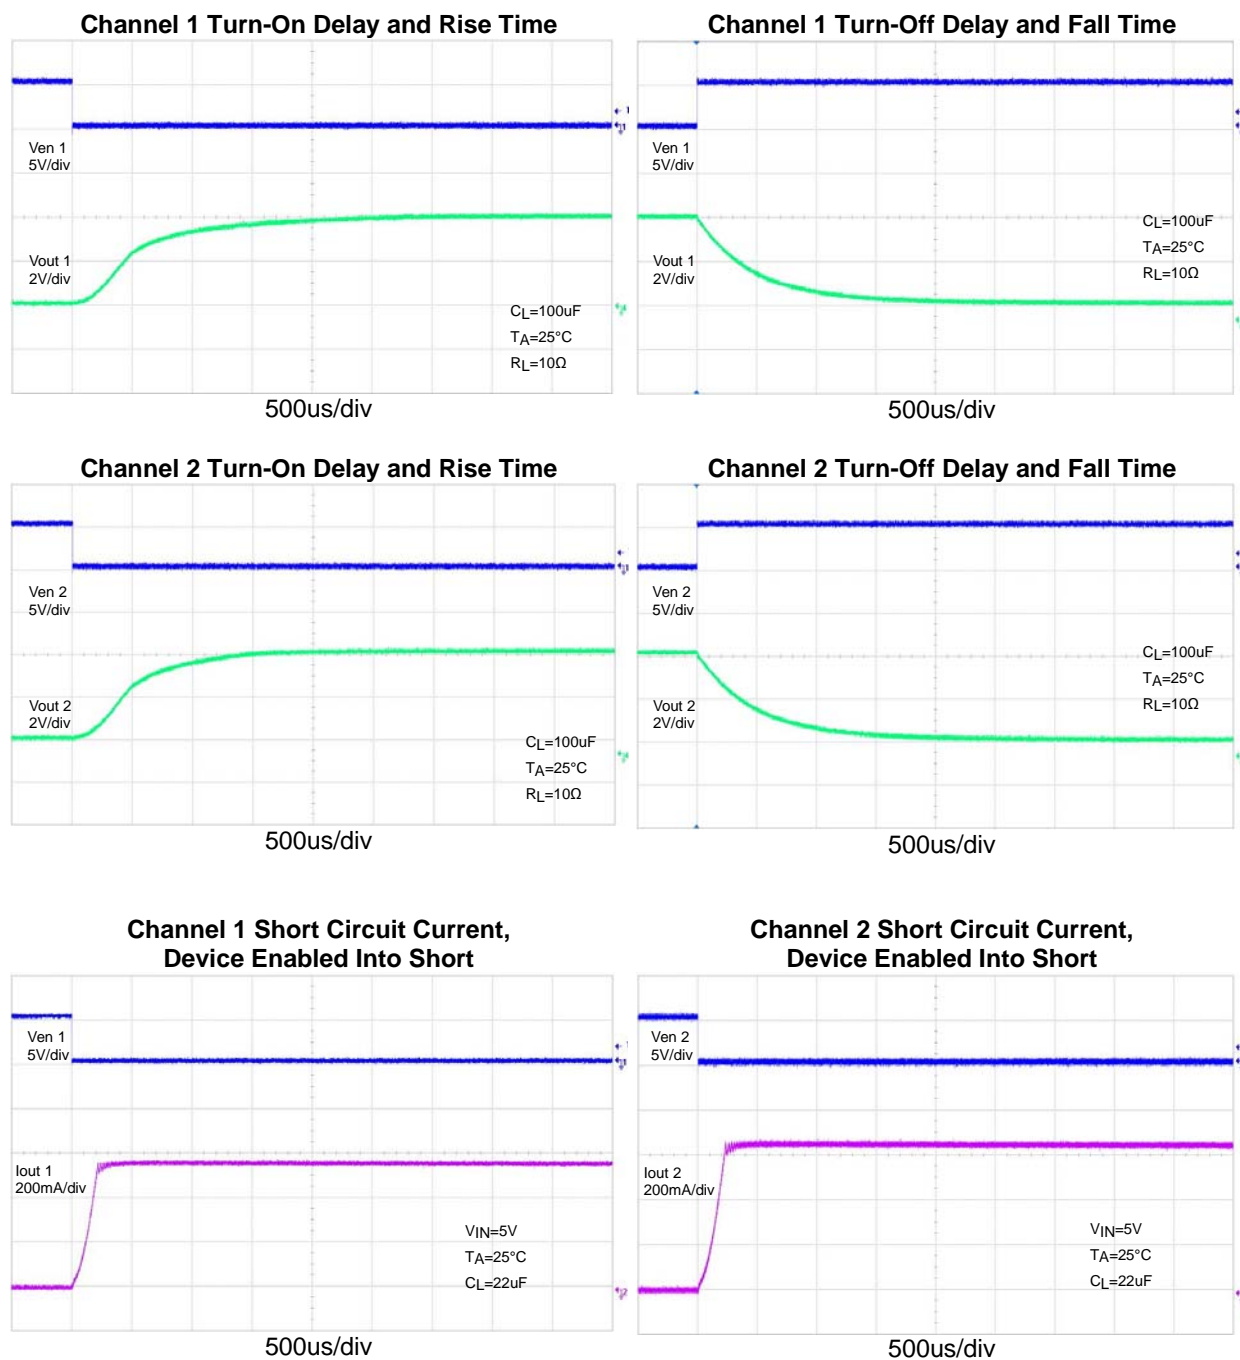 Channel 1 Turn-On Delay and Rise Time
Ven 1
5V/div
Vout 1
2V/div
CL=100uF
TA=25°C
RL=10Ω
500us/div
Channel 1 Turn-Off Delay and Fall Time
Ven 1
5V/div
Vout 1
2V/div
CL=100uF
TA=25°C
RL=10Ω
500us/div
Channel 2 Turn-On Delay and Rise Time
Ven 2
5V/div
Vout 2
2V/div
CL=100uF
TA=25°C
RL=10Ω
500us/div
Channel 2 Turn-Off Delay and Fall Time
Ven 2
5V/div
Vout 2
2V/div
CL=100uF
TA=25°C
RL=10Ω
500us/div
Channel 1 Short Circuit Current,
Device Enabled Into Short
Ven 1
5V/div
Iout 1
200mA/div
VIN=5V
TA=25°C
CL=22uF
500us/div
Channel 2 Short Circuit Current,
Device Enabled Into Short
Ven 2
5V/div
Iout 2
200mA/div
VIN=5V
TA=25°C
CL=22uF
500us/div